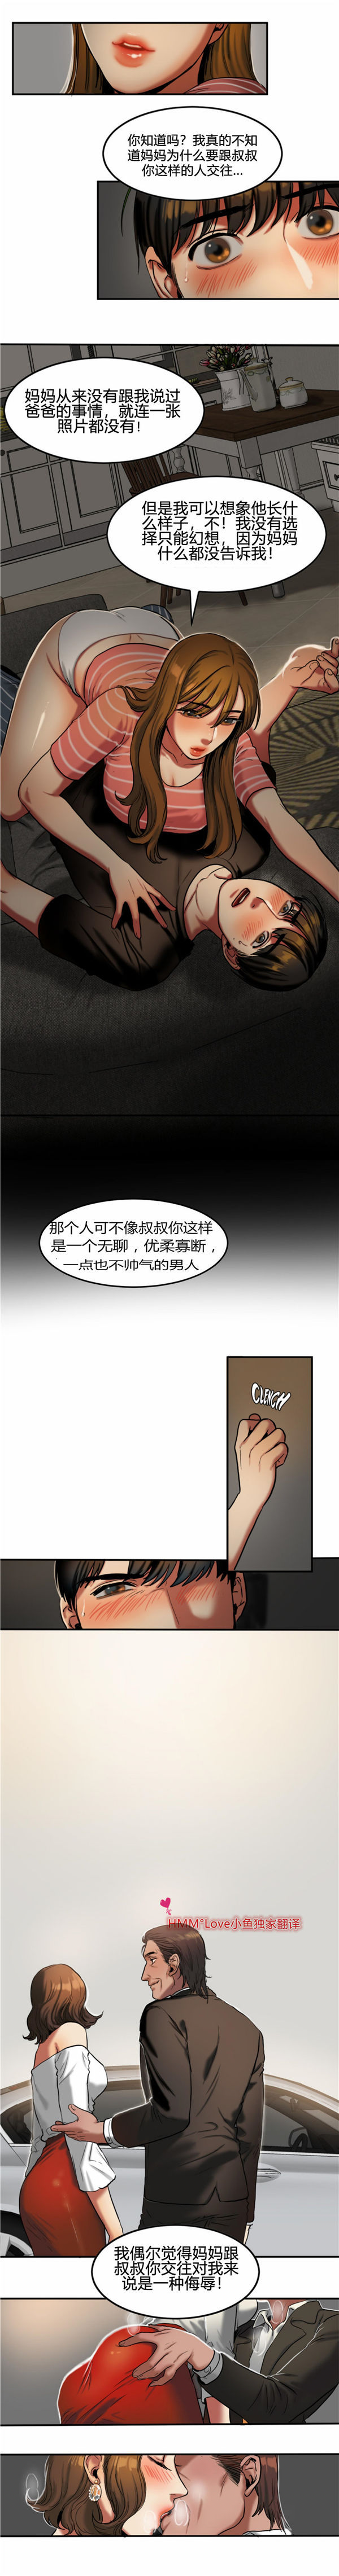 你知道吗？我真的不知
道妈妈为什么要跟叔叔
你这样的人交往...
妈妈从来没有跟我说过
爸爸的事情，就连一张
照片都没有！
但是我可以想象他长什
么样子，不！我没有选
择只能幻想，因为妈妈
什么都没告诉我！
那个人可不像叔叔你这样
是一个无聊，优柔寡断，
一点也不帅气的男人
CLENCH
HMM°Love小鱼独家翻译
我偶尔觉得妈妈跟
叔叔你交往对我来
说是一种侮辱！